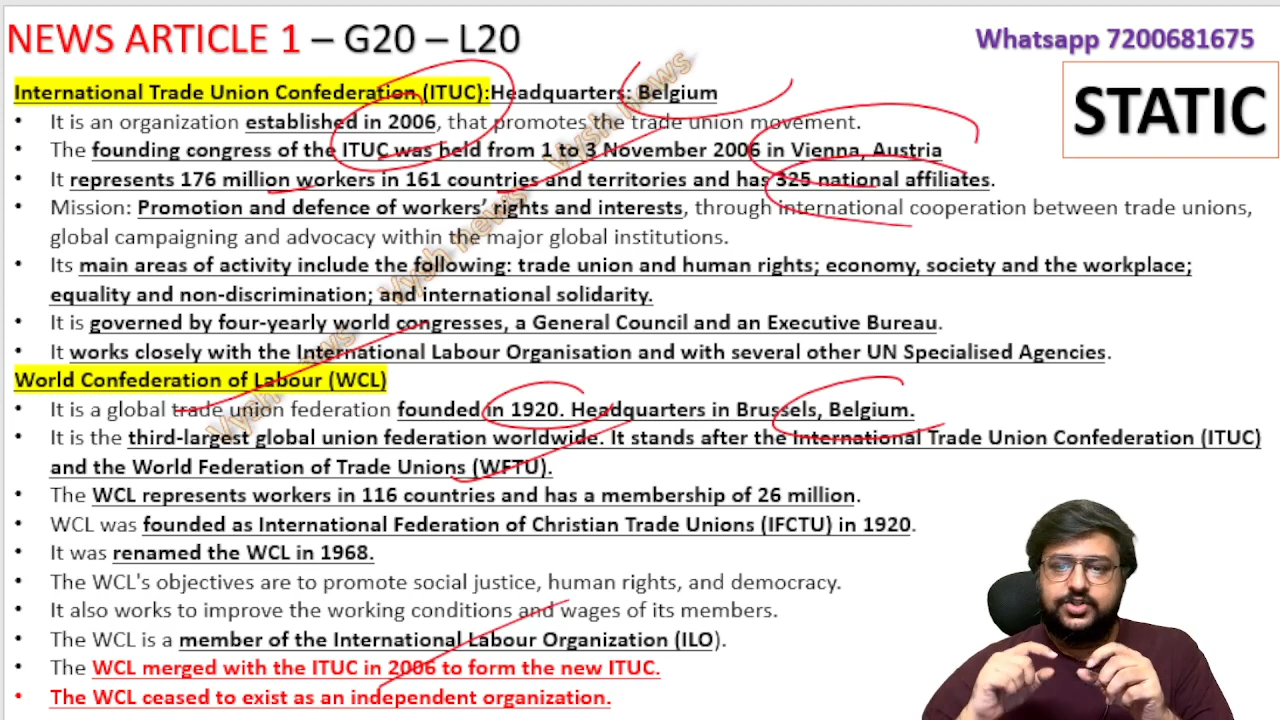 NEWS ARTICLE 1 – G20 – L20
Whatsapp 7200681675
STATIC
International Trade Union Confederation (ITUC):Headquarters: Belgium
• It is an organization established in 2006, that promotes the trade union movement.
• The founding congress of the ITUC was held from 1 to 3 November 2006 in Vienna, Austria
• It represents 176 million workers in 161 countries and territories and has 325 national affiliates.
• Mission: Promotion and defence of workers’ rights and interests, through international cooperation between trade unions,
global campaigning and advocacy within the major global institutions.
• Its main areas of activity include the following: trade union and human rights; economy, society and the workplace;
equality and non-discrimination; and international solidarity.
• It is governed by four-yearly world congresses, a General Council and an Executive Bureau.
• It works closely with the International Labour Organisation and with several other UN Specialised Agencies.
World Confederation of Labour (WCL)
• It is a global trade union federation founded in 1920. Headquarters in Brussels, Belgium.
• It is the third-largest global union federation worldwide. It stands after the International Trade Union Confederation (ITUC)
and the World Federation of Trade Unions (WFTU).
• The WCL represents workers in 116 countries and has a membership of 26 million.
• WCL was founded as International Federation of Christian Trade Unions (IFCTU) in 1920.
• It was renamed the WCL in 1968.
• The WCL's objectives are to promote social justice, human rights, and democracy.
• It also works to improve the working conditions and wages of its members.
• The WCL is a member of the International Labour Organization (ILO).
• The WCL merged with the ITUC in 2006 to form the new ITUC.
• The WCL ceased to exist as an independent organization.
Vysh news
Vysh news
Vysh news